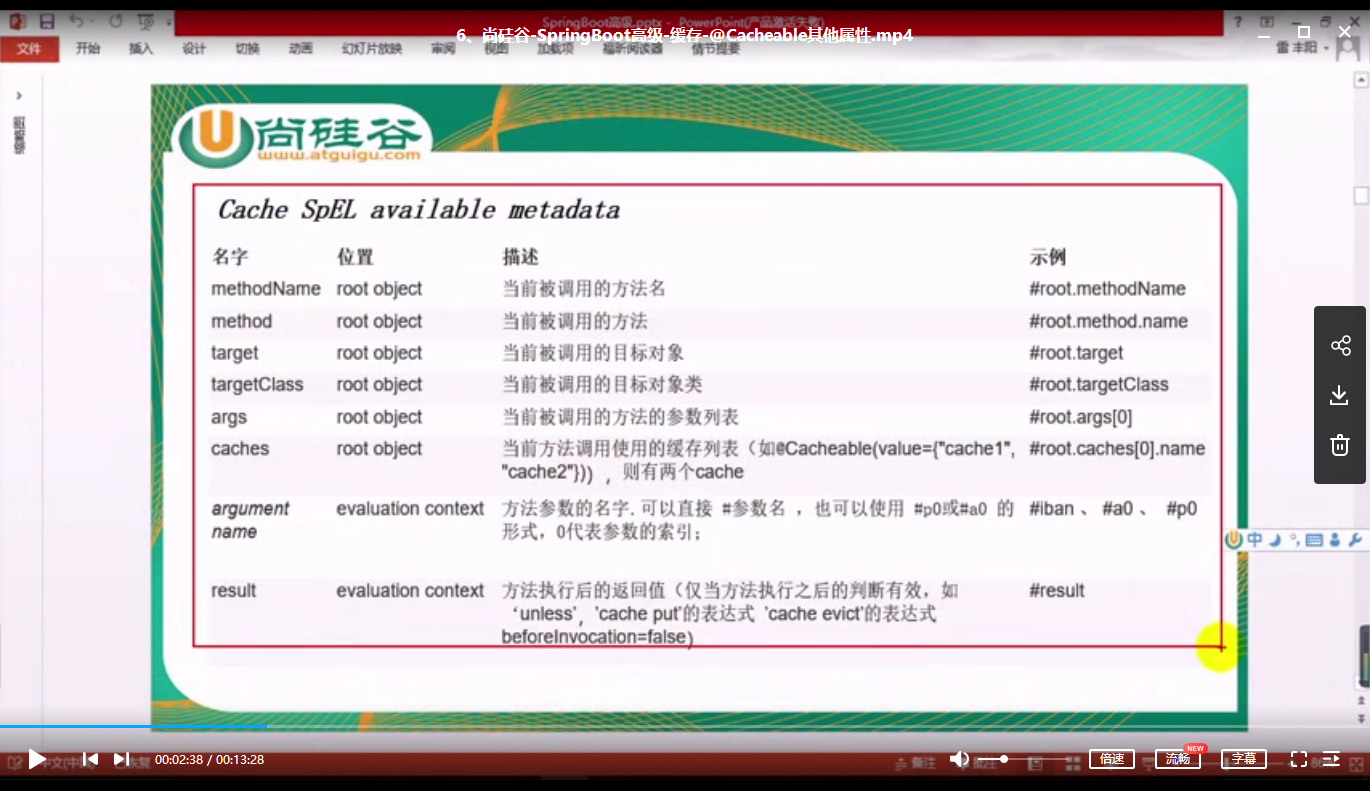 SpringBoot高级.pptx - PowerPoint(产品激活失败)
6、尚硅谷-SpringBoot高级-缓存-@Cacheable其他属性.mp4
文件 开始 插入 设计 切换 动画 幻灯片放映 审阅 视图 加载项 福昕阅读器 情节提要 雷丰阳
缩略图
尚硅谷
www.atguigu.com
Cache SpEL available metadata
名字 位置 描述 示例
methodName root object 当前被调用的方法名 #root.methodName
method root object 当前被调用的方法 #root.method.name
target root object 当前被调用的目标对象 #root.target
targetClass root object 当前被调用的目标对象类 #root.targetClass
args root object 当前被调用的方法的参数列表 #root.args[0]
caches root object 当前方法调用使用的缓存列表（如@Cacheable(value={"cache1", #root.caches[0].name
"cache2"})），则有两个cache
argument evaluation context 方法参数的名字.可以直接 #参数名 ，也可以使用 #p0或#a0 的 #iban 、 #a0 、 #p0
name 形式，0代表参数的索引；
result evaluation context 方法执行后的返回值（仅当方法执行之后的判断有效，如 #result
‘unless’，'cache put'的表达式 'cache evict'的表达式
beforeInvocation=false）
中
00:02:38 / 00:13:28
备注 批注
倍速 流畅 NEW 字幕